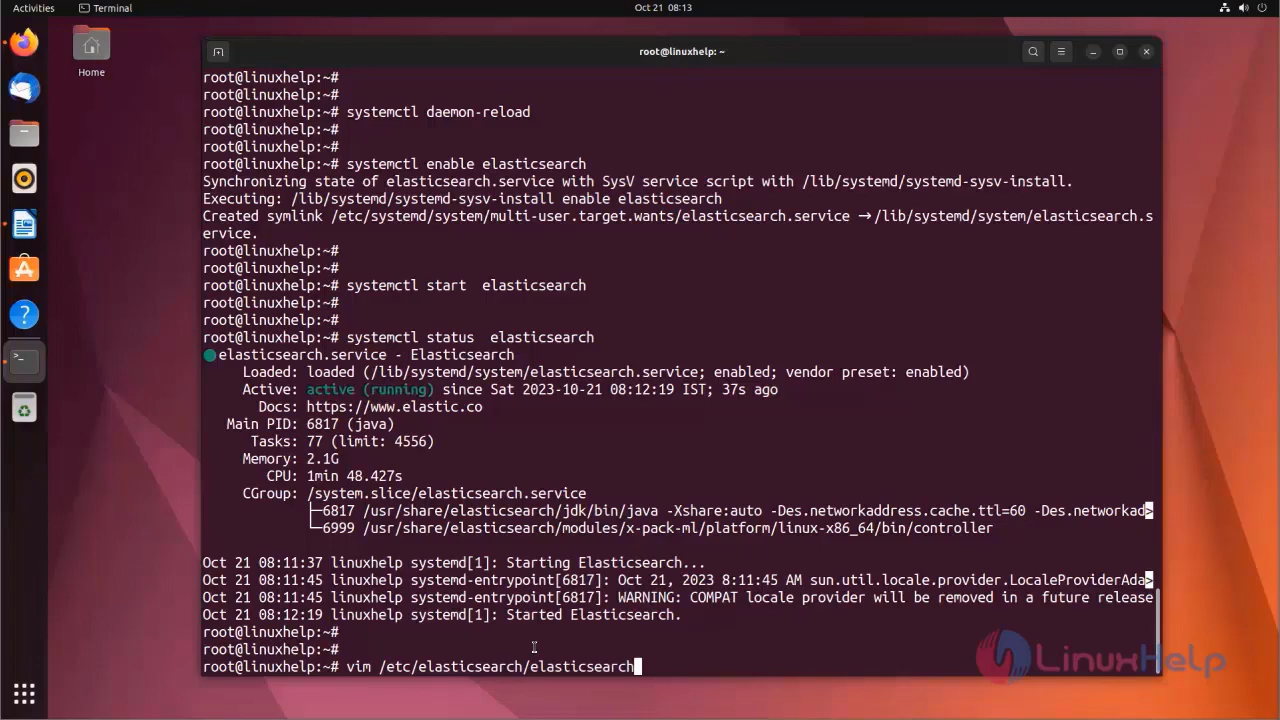 Activities
Terminal
Oct 21 08:13
Home
root@linuxhelp: ~
root@linuxhelp:~#
root@linuxhelp:~#
root@linuxhelp:~# systemctl daemon-reload
root@linuxhelp:~#
root@linuxhelp:~#
root@linuxhelp:~# systemctl enable elasticsearch
Synchronizing state of elasticsearch.service with SysV service script with /lib/systemd/systemd-sysv-install.
Executing: /lib/systemd/systemd-sysv-install enable elasticsearch
Created symlink /etc/systemd/system/multi-user.target.wants/elasticsearch.service → /lib/systemd/system/elasticsearch.s
ervice.
root@linuxhelp:~#
root@linuxhelp:~#
root@linuxhelp:~# systemctl start  elasticsearch
root@linuxhelp:~#
root@linuxhelp:~#
root@linuxhelp:~# systemctl status  elasticsearch
● elasticsearch.service - Elasticsearch
Loaded: loaded (/lib/systemd/system/elasticsearch.service; enabled; vendor preset: enabled)
Active: active (running) since Sat 2023-10-21 08:12:19 IST; 37s ago
Docs: https://www.elastic.co
Main PID: 6817 (java)
Tasks: 77 (limit: 4556)
Memory: 2.1G
CPU: 1min 48.427s
CGroup: /system.slice/elasticsearch.service
├─6817 /usr/share/elasticsearch/jdk/bin/java -Xshare:auto -Des.networkaddress.cache.ttl=60 -Des.networkad>
└─6999 /usr/share/elasticsearch/modules/x-pack-ml/platform/linux-x86_64/bin/controller
Oct 21 08:11:37 linuxhelp systemd[1]: Starting Elasticsearch...
Oct 21 08:11:45 linuxhelp systemd-entrypoint[6817]: Oct 21, 2023 8:11:45 AM sun.util.locale.provider.LocaleProviderAda>
Oct 21 08:11:45 linuxhelp systemd-entrypoint[6817]: WARNING: COMPAT locale provider will be removed in a future release
Oct 21 08:12:19 linuxhelp systemd[1]: Started Elasticsearch.
root@linuxhelp:~#
root@linuxhelp:~#
root@linuxhelp:~# vim /etc/elasticsearch/elasticsearch
LinuxHelp